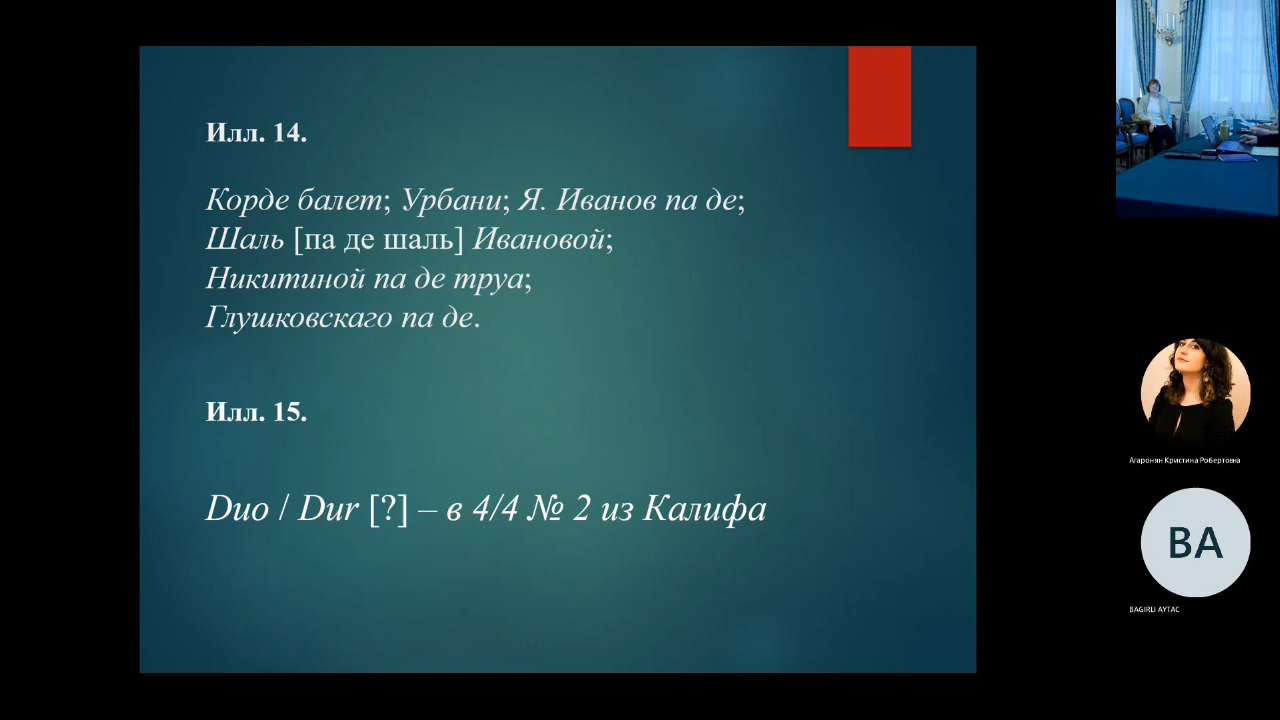 Илл. 14.
Корде балет; Урбани; Я. Иванов па де;
Шаль [па де шаль] Ивановой;
Никитиной па де труа;
Глушковскаго па де.
Илл. 15.
Duo / Dur [?] – в 4/4 № 2 из Калифа
Агаронян Кристина Робертовна
BA
BAGIRLI AYTAC